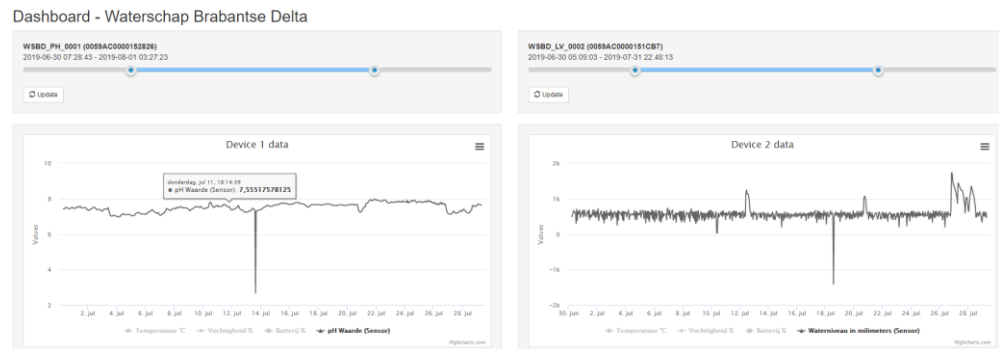 Dashboard - Waterschap Brabantse Delta
WSBD_PH_0001 (0059AC0000152826)
2019-06-30 07:28:43 - 2019-08-01 03:27:23
Update
WSBD_LV_0002 (0059AC0000151CB7)
2019-06-30 05:09:03 - 2019-07-31 22:48:13
Update
Device 1 data
donderdag, jul 11, 18:14:59
pH Waarde (Sensor): 7,55517578125
Values
10
8
6
4
2
2. jul 4. jul 6. jul 8. jul 10. jul 12. jul 14. jul 16. jul 18. jul 20. jul 22. jul 24. jul 26. jul 28. jul
Temperatuur °C Vochtigheid % Batterij % pH Waarde (Sensor)
Highcharts.com
Device 2 data
Values
2k
1k
0
-1k
-2k
30. jun 2. jul 4. jul 6. jul 8. jul 10. jul 12. jul 14. jul 16. jul 18. jul 20. jul 22. jul 24. jul 26. jul 28. jul
Temperatuur °C Vochtigheid % Batterij % Waterniveau in milimeters (Sensor)
Highcharts.com